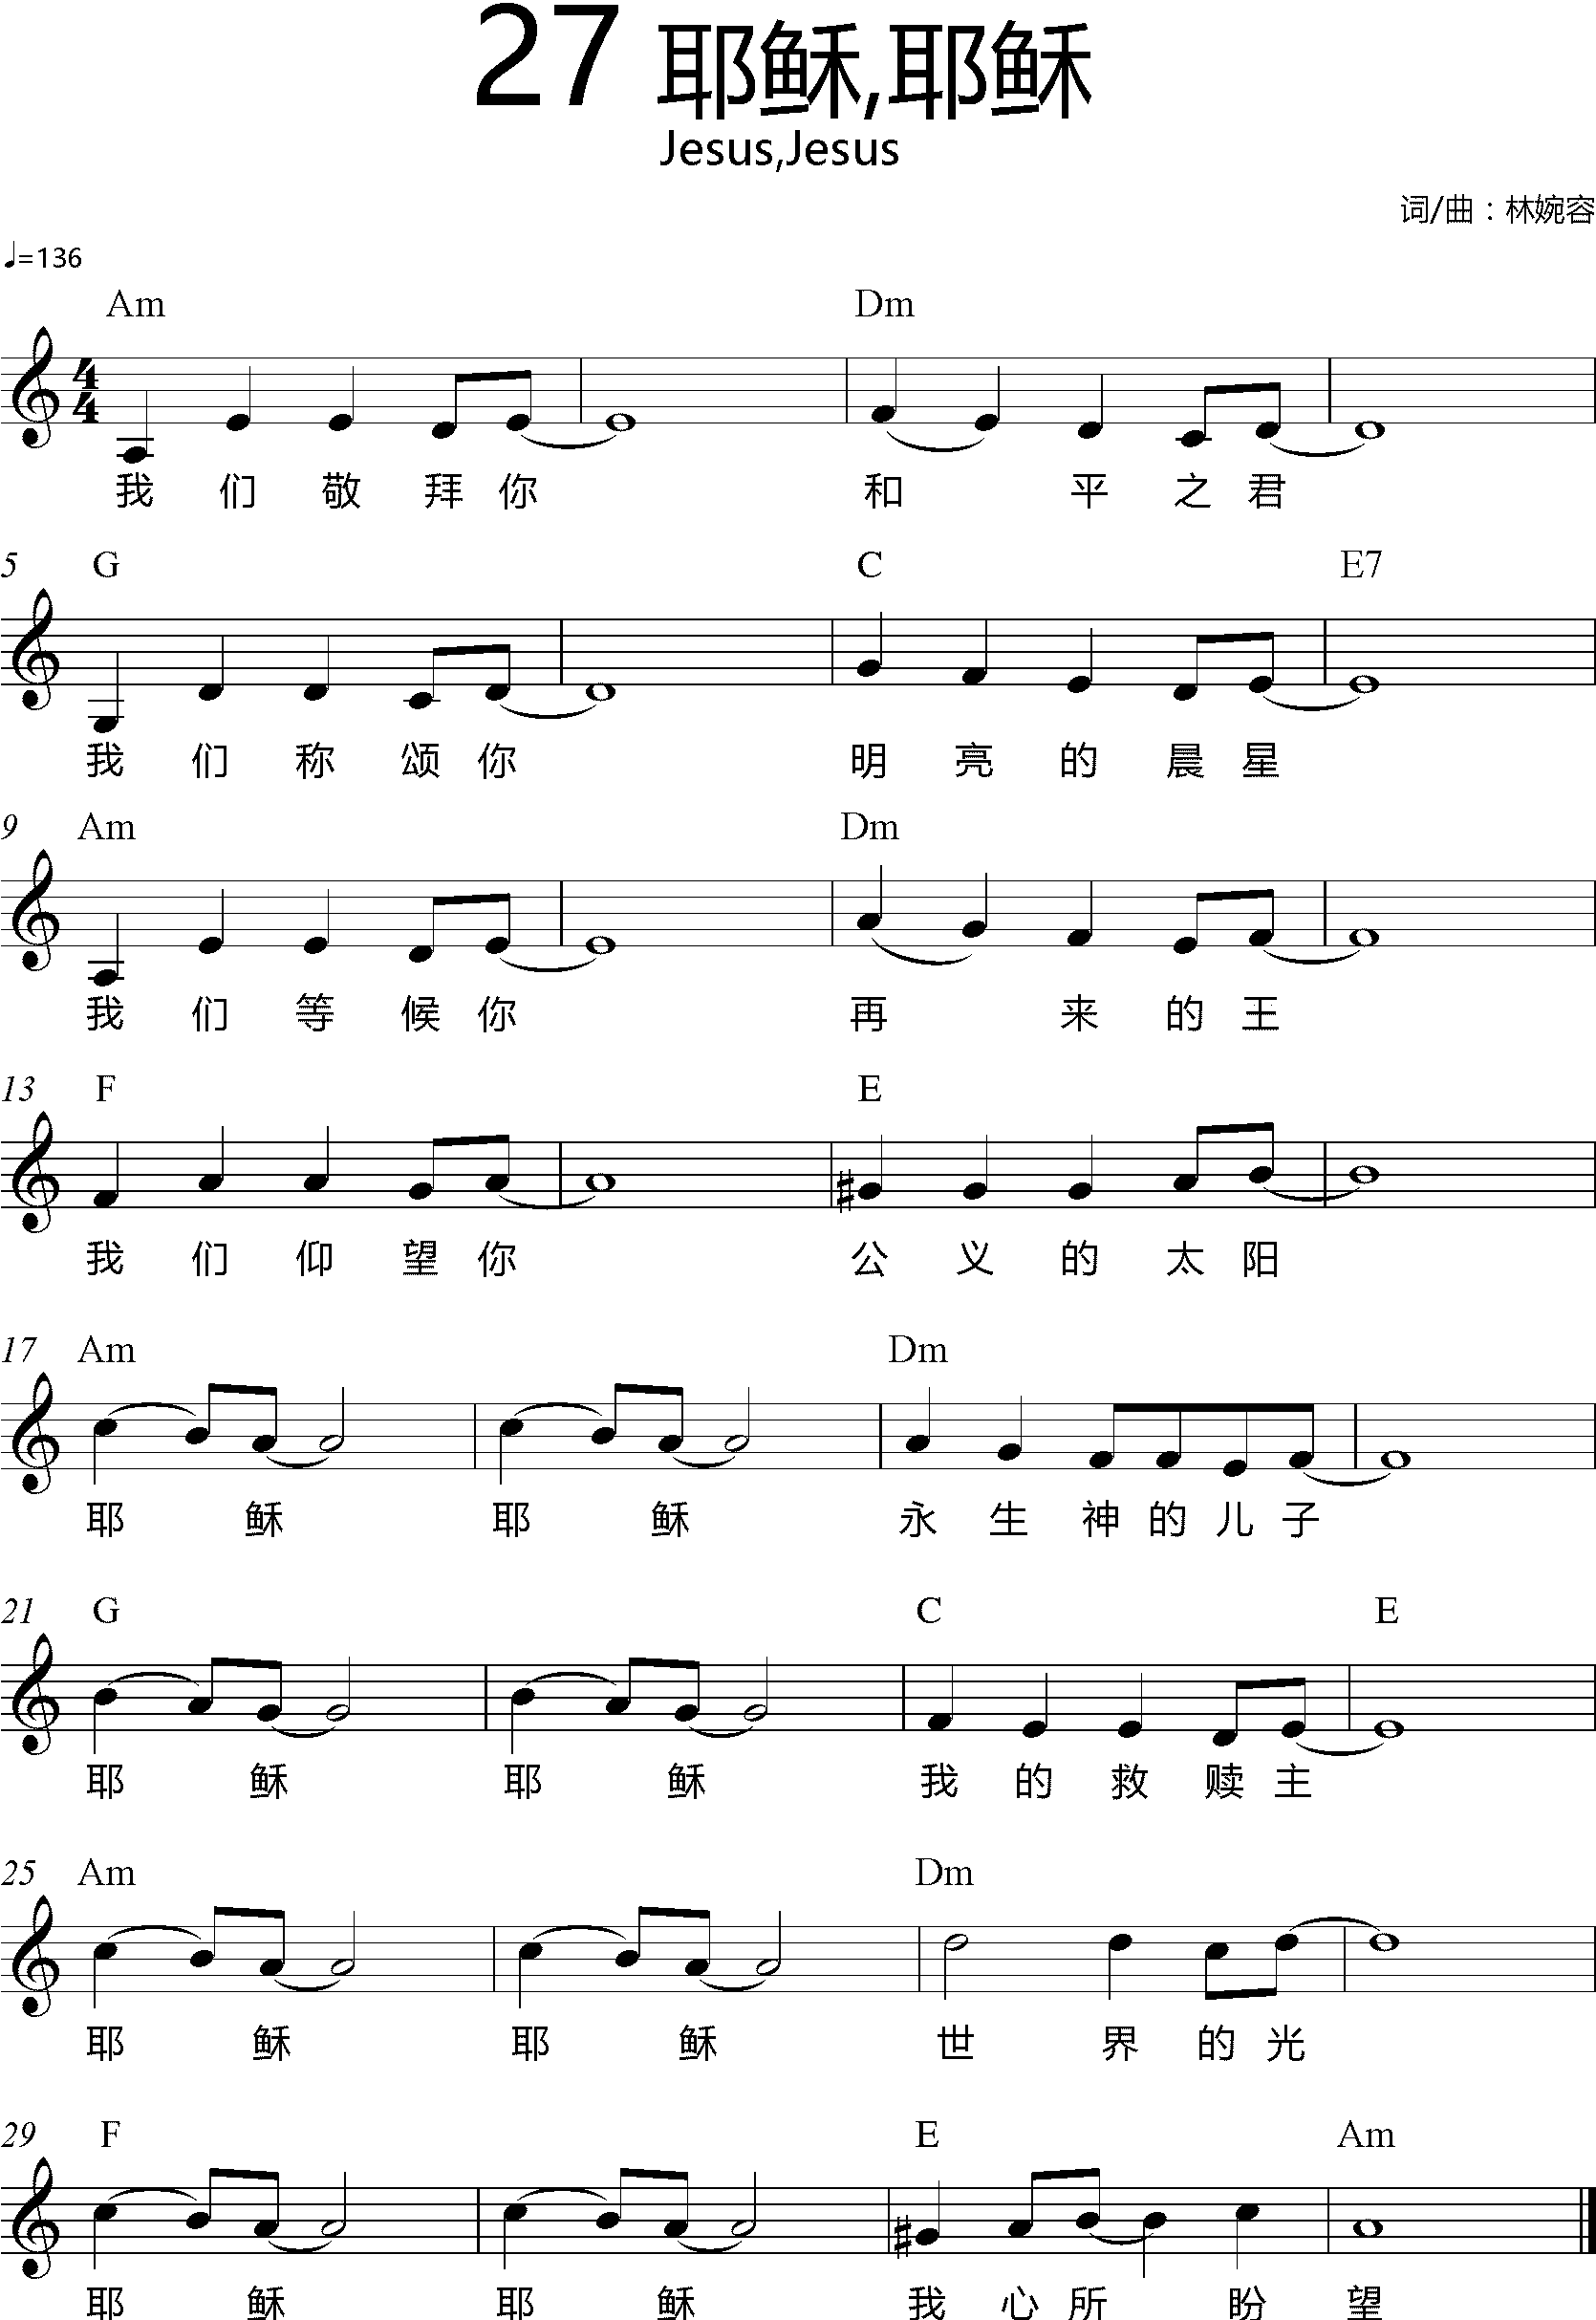 27 耶稣,耶稣
Jesus,Jesus
词/曲：林婉容
♩=136
Am Dm
我 们 敬 拜 你 和 平 之 君
5 G C E7
我 们 称 颂 你 明 亮 的 晨 星
9 Am Dm
我 们 等 候 你 再 来 的 王
13 F E
我 们 仰 望 你 公 义 的 太 阳
17 Am Dm
耶 稣 耶 稣 永 生 神 的 儿 子
21 G C E
耶 稣 耶 稣 我 的 救 赎 主
25 Am Dm
耶 稣 耶 稣 世 界 的 光
29 F E Am
耶 稣 耶 稣 我 心 所 盼 望